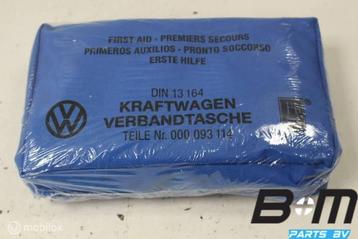 FIRST AID - PREMIERS SECOURS
PRIMEROS AUXILIOS - PRONTO SOCCORSO
ERSTE HILFE
DIN 13 164
KRAFTWAGEN
VERBANDTASCHE
TEILE Nr. 000 093 114
B M
PARTS BV
mobilox